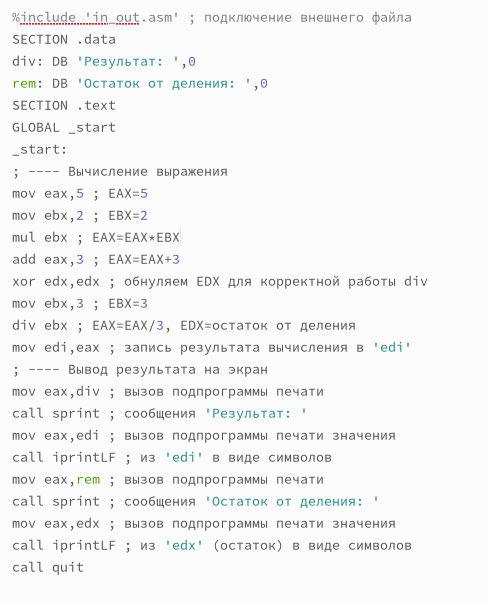 %include 'in_out.asm' ; подключение внешнего файла
SECTION .data
div: DB 'Результат: ',0
rem: DB 'Остаток от деления: ',0
SECTION .text
GLOBAL _start
_start:
; ---- Вычисление выражения
mov eax,5 ; EAX=5
mov ebx,2 ; EBX=2
mul ebx ; EAX=EAX*EBX
add eax,3 ; EAX=EAX+3
xor edx,edx ; обнуляем EDX для корректной работы div
mov ebx,3 ; EBX=3
div ebx ; EAX=EAX/3, EDX=остаток от деления
mov edi,eax ; запись результата вычисления в 'edi'
; ---- Вывод результата на экран
mov eax,div ; вызов подпрограммы печати
call sprint ; сообщения 'Результат: '
mov eax,edi ; вызов подпрограммы печати значения
call iprintLF ; из 'edi' в виде символов
mov eax,rem ; вызов подпрограммы печати
call sprint ; сообщения 'Остаток от деления: '
mov eax,edx ; вызов подпрограммы печати значения
call iprintLF ; из 'edx' (остаток) в виде символов
call quit